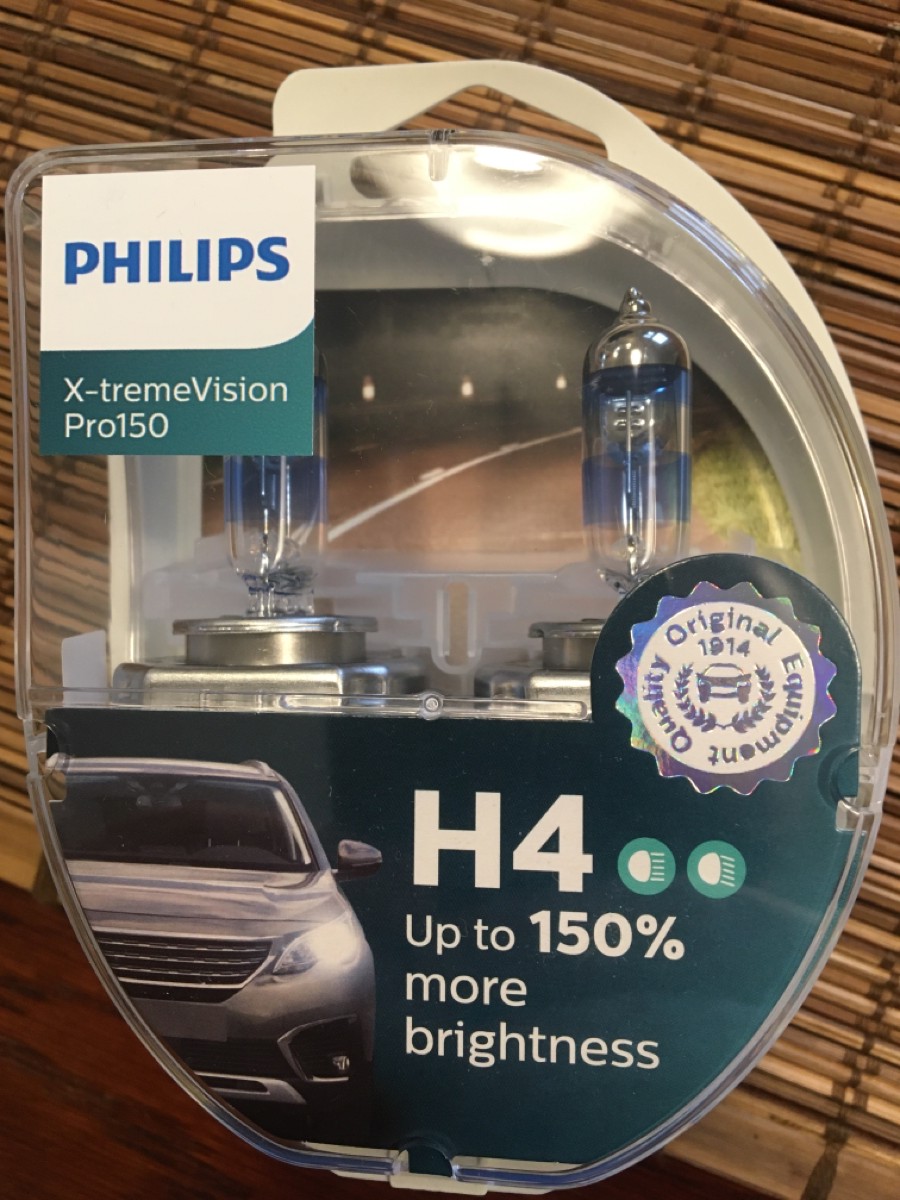 PHILIPS
X-tremeVision
Pro150
Original Equipment Quality
1914
H4
Up to 150%
more
brightness